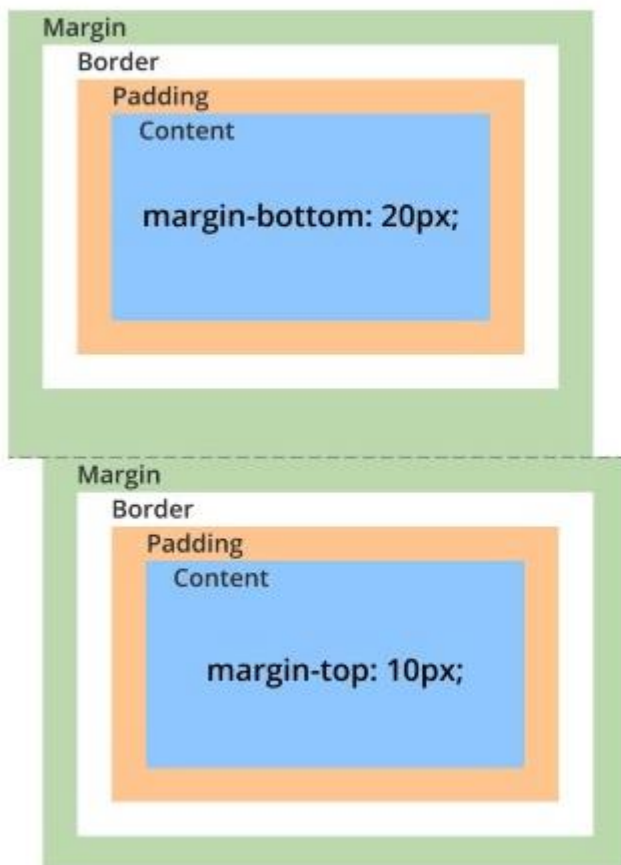 Margin
Border
Padding
Content
margin-bottom: 20px;
Margin
Border
Padding
Content
margin-top: 10px;